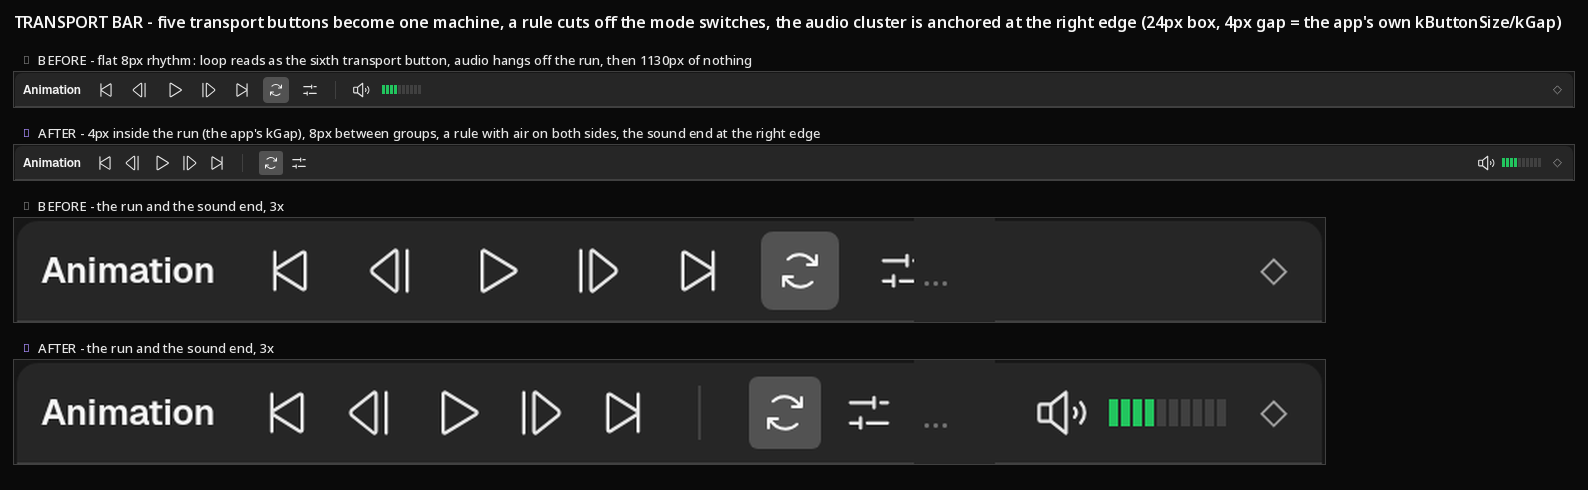 TRANSPORT BAR - five transport buttons become one machine, a rule cuts off the mode switches, the audio cluster is anchored at the right edge (24px box, 4px gap = the app's own kButtonSize/kGap)
BEFORE - flat 8px rhythm: loop reads as the sixth transport button, audio hangs off the run, then 1130px of nothing
Animation
AFTER - 4px inside the run (the app's kGap), 8px between groups, a rule with air on both sides, the sound end at the right edge
Animation
BEFORE - the run and the sound end, 3x
Animation ...
AFTER - the run and the sound end, 3x
Animation ...